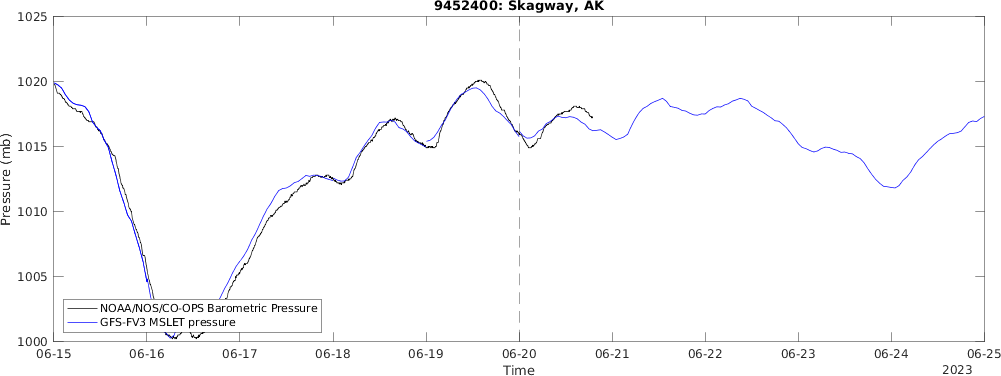 9452400: Skagway, AK
1025
1020
1015
1010
1005
1000
Pressure (mb)
NOAA/NOS/CO-OPS Barometric Pressure
GFS-FV3 MSLET pressure
06-15 06-16 06-17 06-18 06-19 06-20 06-21 06-22 06-23 06-24 06-25
Time
2023